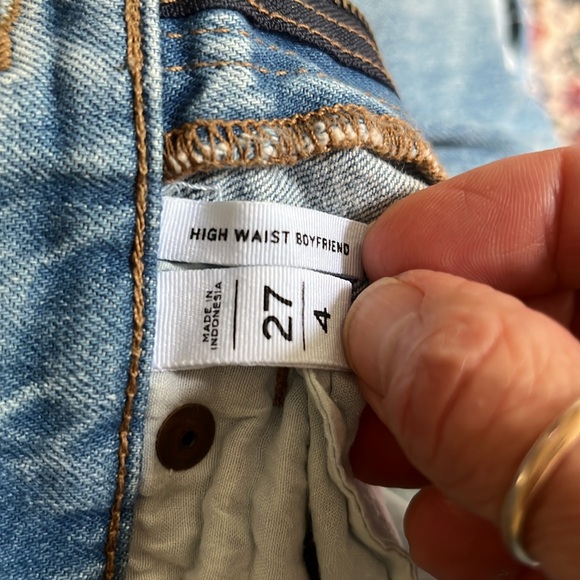 HIGH WAIST BOYFRIEND
MADE IN
INDONESIA
27
4